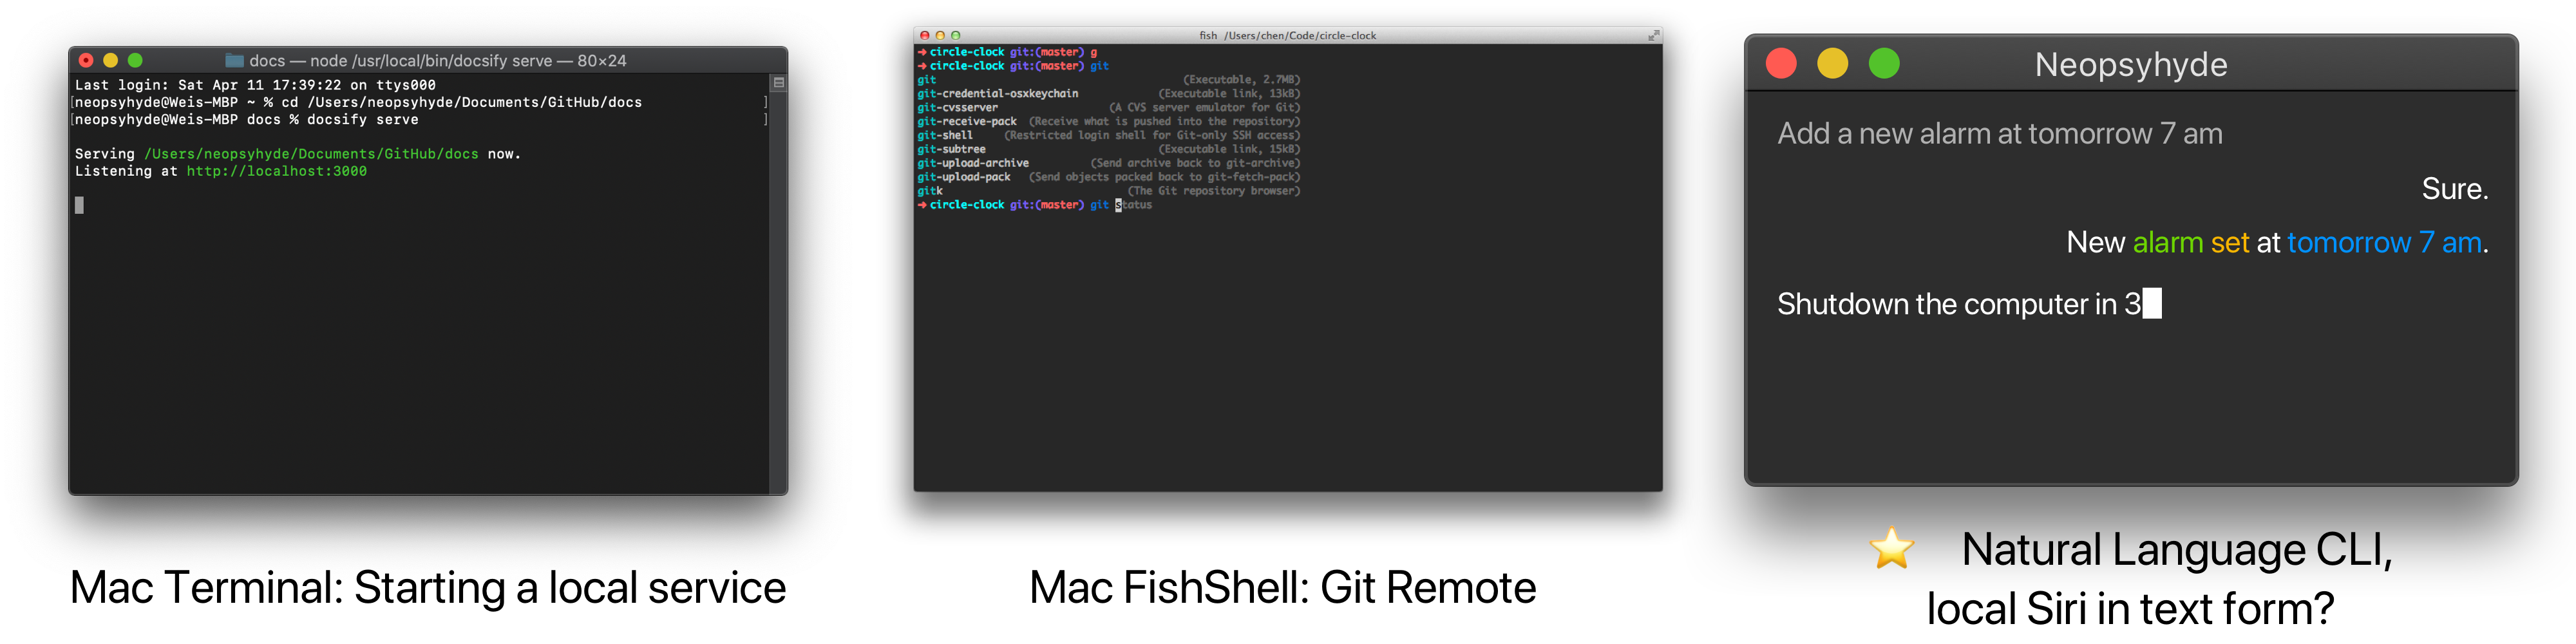 docs — node /usr/local/bin/docsify serve — 80×24
Last login: Sat Apr 11 17:39:22 on ttys000
[neopsyhyde@Weis-MBP ~ % cd /Users/neopsyhyde/Documents/GitHub/docs ]
[neopsyhyde@Weis-MBP docs % docsify serve ]
Serving /Users/neopsyhyde/Documents/GitHub/docs now.
Listening at http://localhost:3000
Mac Terminal: Starting a local service
fish /Users/chen/Code/circle-clock
➜ circle-clock git:(master) g
➜ circle-clock git:(master) git
git (Executable, 2.7MB)
git-credential-osxkeychain (Executable link, 13kB)
git-cvsserver (A CVS server emulator for Git)
git-receive-pack (Receive what is pushed into the repository)
git-shell (Restricted login shell for Git-only SSH access)
git-subtree (Executable link, 15kB)
git-upload-archive (Send archive back to git-archive)
git-upload-pack (Send objects packed back to git-fetch-pack)
gitk (The Git repository browser)
➜ circle-clock git:(master) git status
Mac FishShell: Git Remote
Neopsyhyde
Add a new alarm at tomorrow 7 am
Sure.
New alarm set at tomorrow 7 am.
Shutdown the computer in 3
⭐ Natural Language CLI,
local Siri in text form?